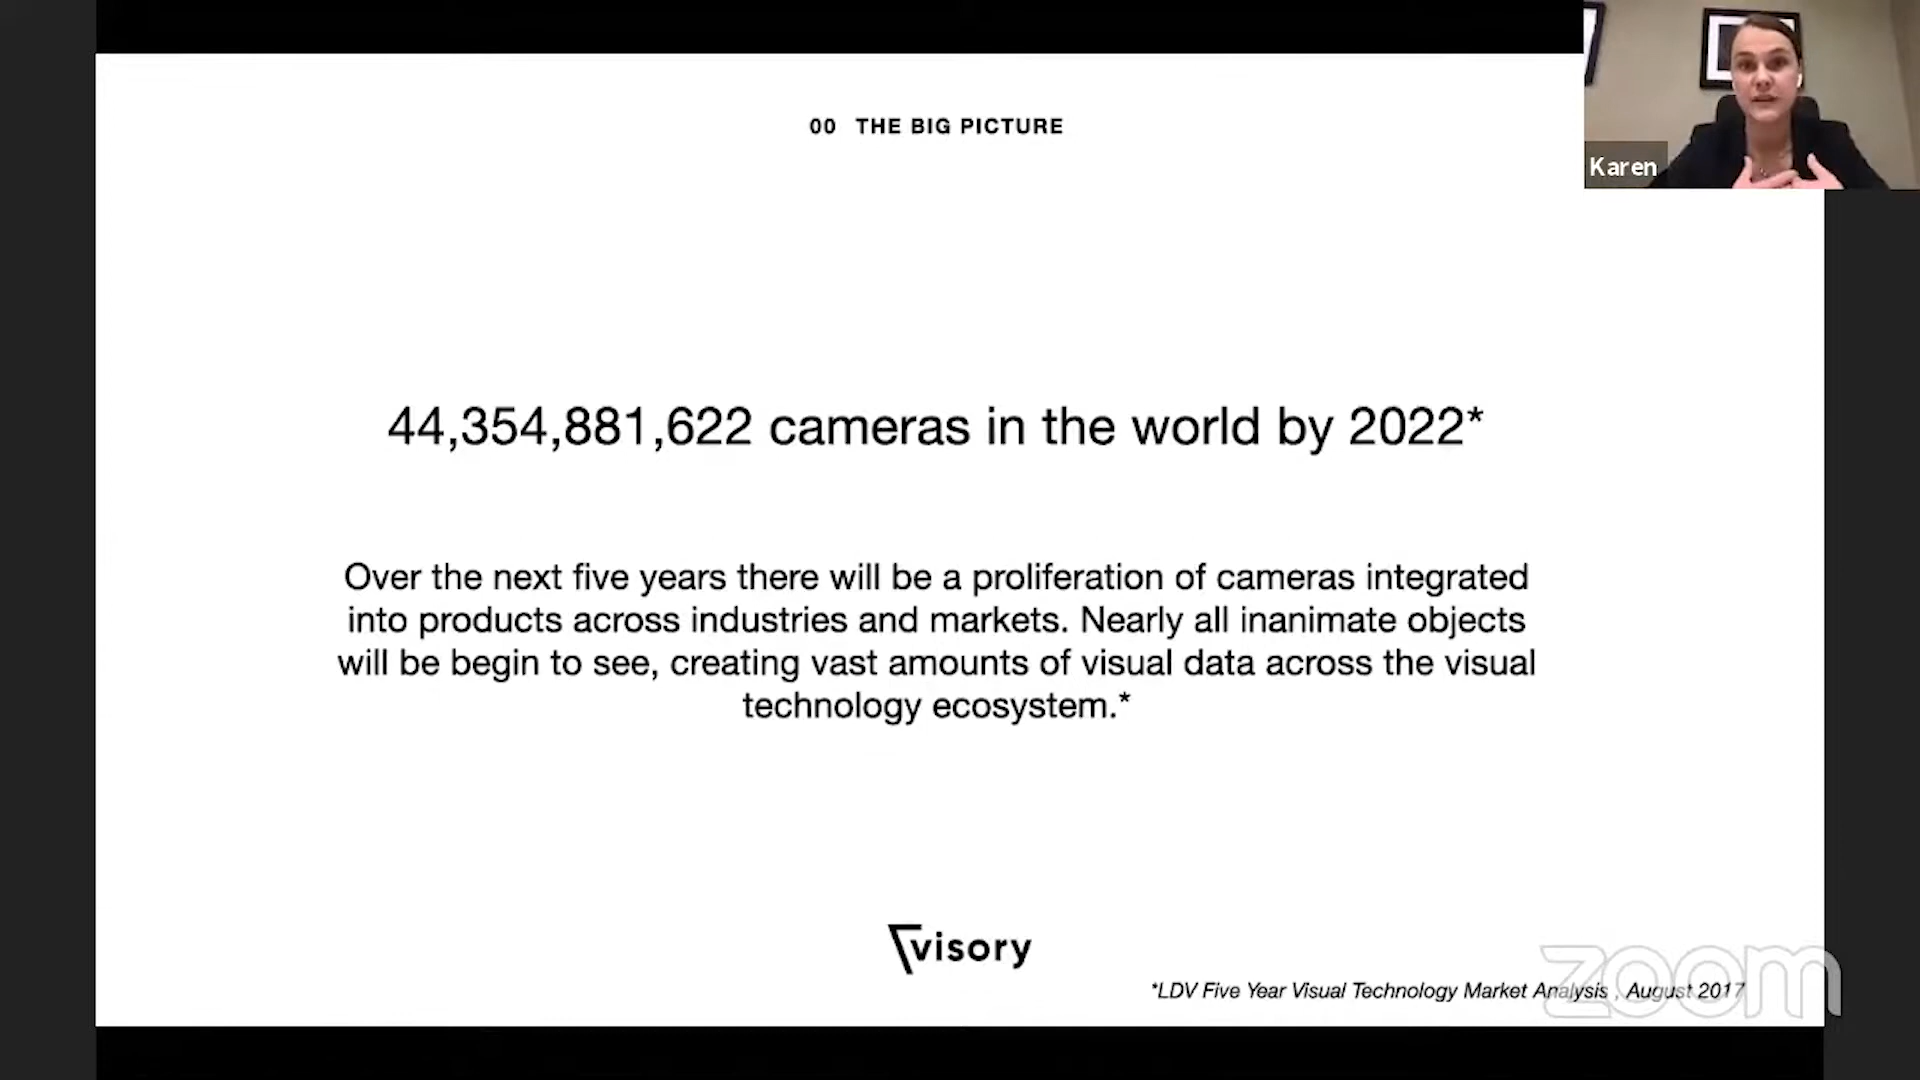 00 THE BIG PICTURE
Karen
44,354,881,622 cameras in the world by 2022*
Over the next five years there will be a proliferation of cameras integrated
into products across industries and markets. Nearly all inanimate objects
will be begin to see, creating vast amounts of visual data across the visual
technology ecosystem.*
visory
*LDV Five Year Visual Technology Market Analysis , August 2017
zoom